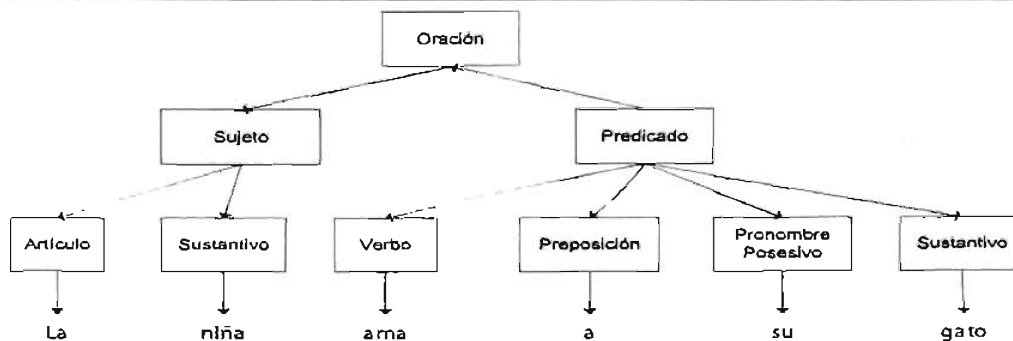 Oración
Sujeto
Predicado
Artículo
Sustantivo
Verbo
Preposición
Pronombre
Posesivo
Sustantivo
La
niña
ama
a
su
gato